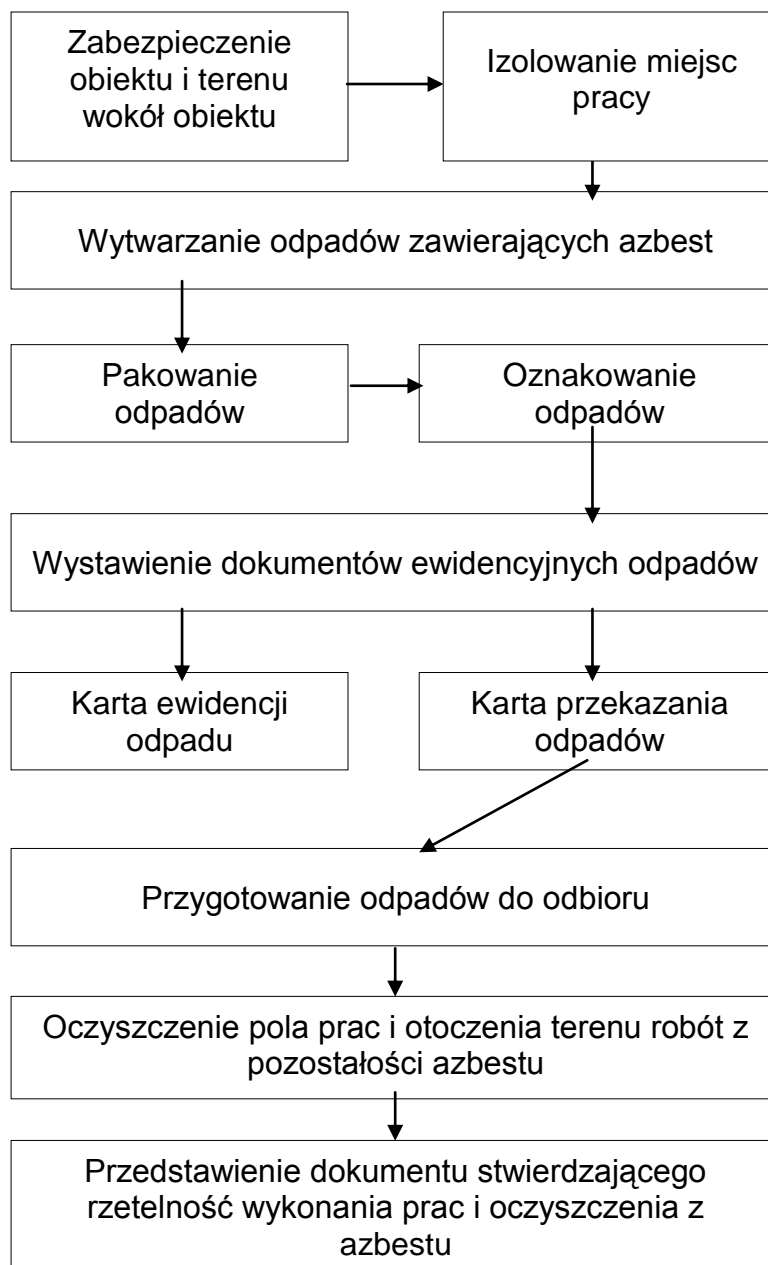 Zabezpieczenie
obiektu i terenu
wokół obiektu
Izolowanie miejsc
pracy
Wytwarzanie odpadów zawierających azbest
Pakowanie
odpadów
Oznakowanie
odpadów
Wystawienie dokumentów ewidencyjnych odpadów
Karta ewidencji
odpadu
Karta przekazania
odpadów
Przygotowanie odpadów do odbioru
Oczyszczenie pola prac i otoczenia terenu robót z
pozostałości azbestu
Przedstawienie dokumentu stwierdzającego
rzetelność wykonania prac i oczyszczenia z
azbestu